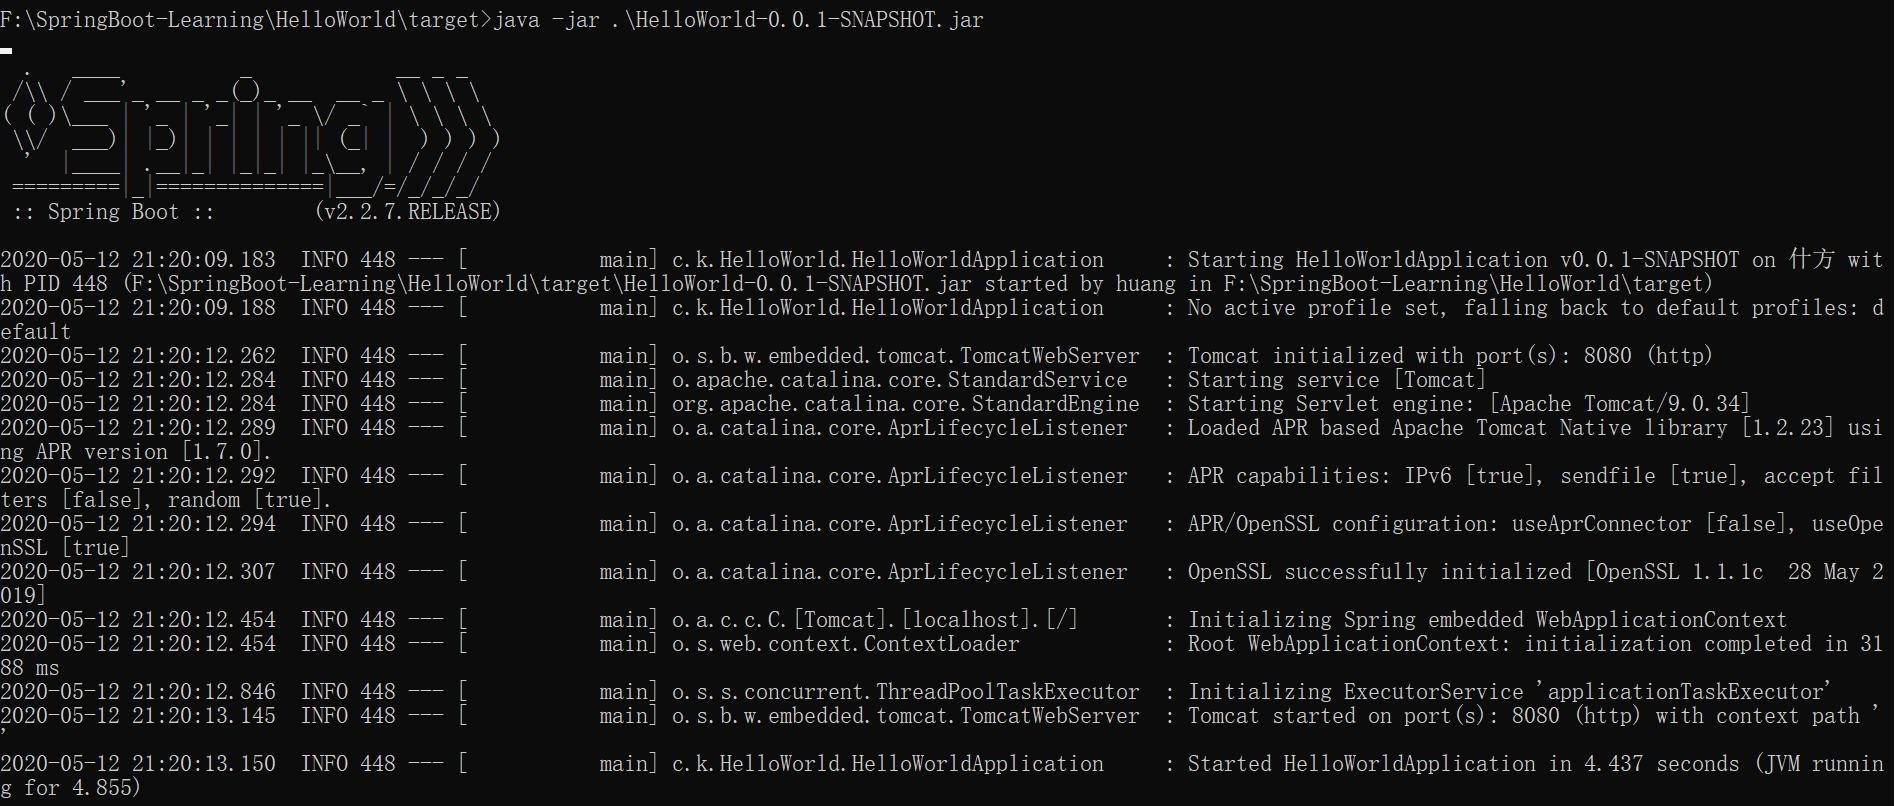 F:\SpringBoot-Learning\HelloWorld\target>java -jar .\HelloWorld-0.0.1-SNAPSHOT.jar
  .   ____          _            __ _ _
 /\\ / ___'_ __ _ _(_)_ __  __ _ \ \ \ \
( ( )\___ | '_ | '_| | '_ \/ _` | \ \ \ \
 \\/  ___)| |_)| | | | | || (_| |  ) ) ) )
  '  |____| .__|_| |_|_| |_\__, | / / / /
 =========|_|==============|___/=/_/_/_/
 :: Spring Boot ::        (v2.2.7.RELEASE)
2020-05-12 21:20:09.183  INFO 448 --- [           main] c.k.HelloWorld.HelloWorldApplication     : Starting HelloWorldApplication v0.0.1-SNAPSHOT on 什方 wit
h PID 448 (F:\SpringBoot-Learning\HelloWorld\target\HelloWorld-0.0.1-SNAPSHOT.jar started by huang in F:\SpringBoot-Learning\HelloWorld\target)
2020-05-12 21:20:09.188  INFO 448 --- [           main] c.k.HelloWorld.HelloWorldApplication     : No active profile set, falling back to default profiles: d
efault
2020-05-12 21:20:12.262  INFO 448 --- [           main] o.s.b.w.embedded.tomcat.TomcatWebServer  : Tomcat initialized with port(s): 8080 (http)
2020-05-12 21:20:12.284  INFO 448 --- [           main] o.apache.catalina.core.StandardService   : Starting service [Tomcat]
2020-05-12 21:20:12.284  INFO 448 --- [           main] org.apache.catalina.core.StandardEngine  : Starting Servlet engine: [Apache Tomcat/9.0.34]
2020-05-12 21:20:12.289  INFO 448 --- [           main] o.a.catalina.core.AprLifecycleListener   : Loaded APR based Apache Tomcat Native library [1.2.23] usi
ng APR version [1.7.0].
2020-05-12 21:20:12.292  INFO 448 --- [           main] o.a.catalina.core.AprLifecycleListener   : APR capabilities: IPv6 [true], sendfile [true], accept fil
ters [false], random [true].
2020-05-12 21:20:12.294  INFO 448 --- [           main] o.a.catalina.core.AprLifecycleListener   : APR/OpenSSL configuration: useAprConnector [false], useOpe
nSSL [true]
2020-05-12 21:20:12.307  INFO 448 --- [           main] o.a.catalina.core.AprLifecycleListener   : OpenSSL successfully initialized [OpenSSL 1.1.1c  28 May 2
019]
2020-05-12 21:20:12.454  INFO 448 --- [           main] o.a.c.c.C.[Tomcat].[localhost].[/]       : Initializing Spring embedded WebApplicationContext
2020-05-12 21:20:12.454  INFO 448 --- [           main] o.s.web.context.ContextLoader            : Root WebApplicationContext: initialization completed in 31
88 ms
2020-05-12 21:20:12.846  INFO 448 --- [           main] o.s.s.concurrent.ThreadPoolTaskExecutor  : Initializing ExecutorService 'applicationTaskExecutor'
2020-05-12 21:20:13.145  INFO 448 --- [           main] o.s.b.w.embedded.tomcat.TomcatWebServer  : Tomcat started on port(s): 8080 (http) with context path '
'
2020-05-12 21:20:13.150  INFO 448 --- [           main] c.k.HelloWorld.HelloWorldApplication     : Started HelloWorldApplication in 4.437 seconds (JVM runnin
g for 4.855)